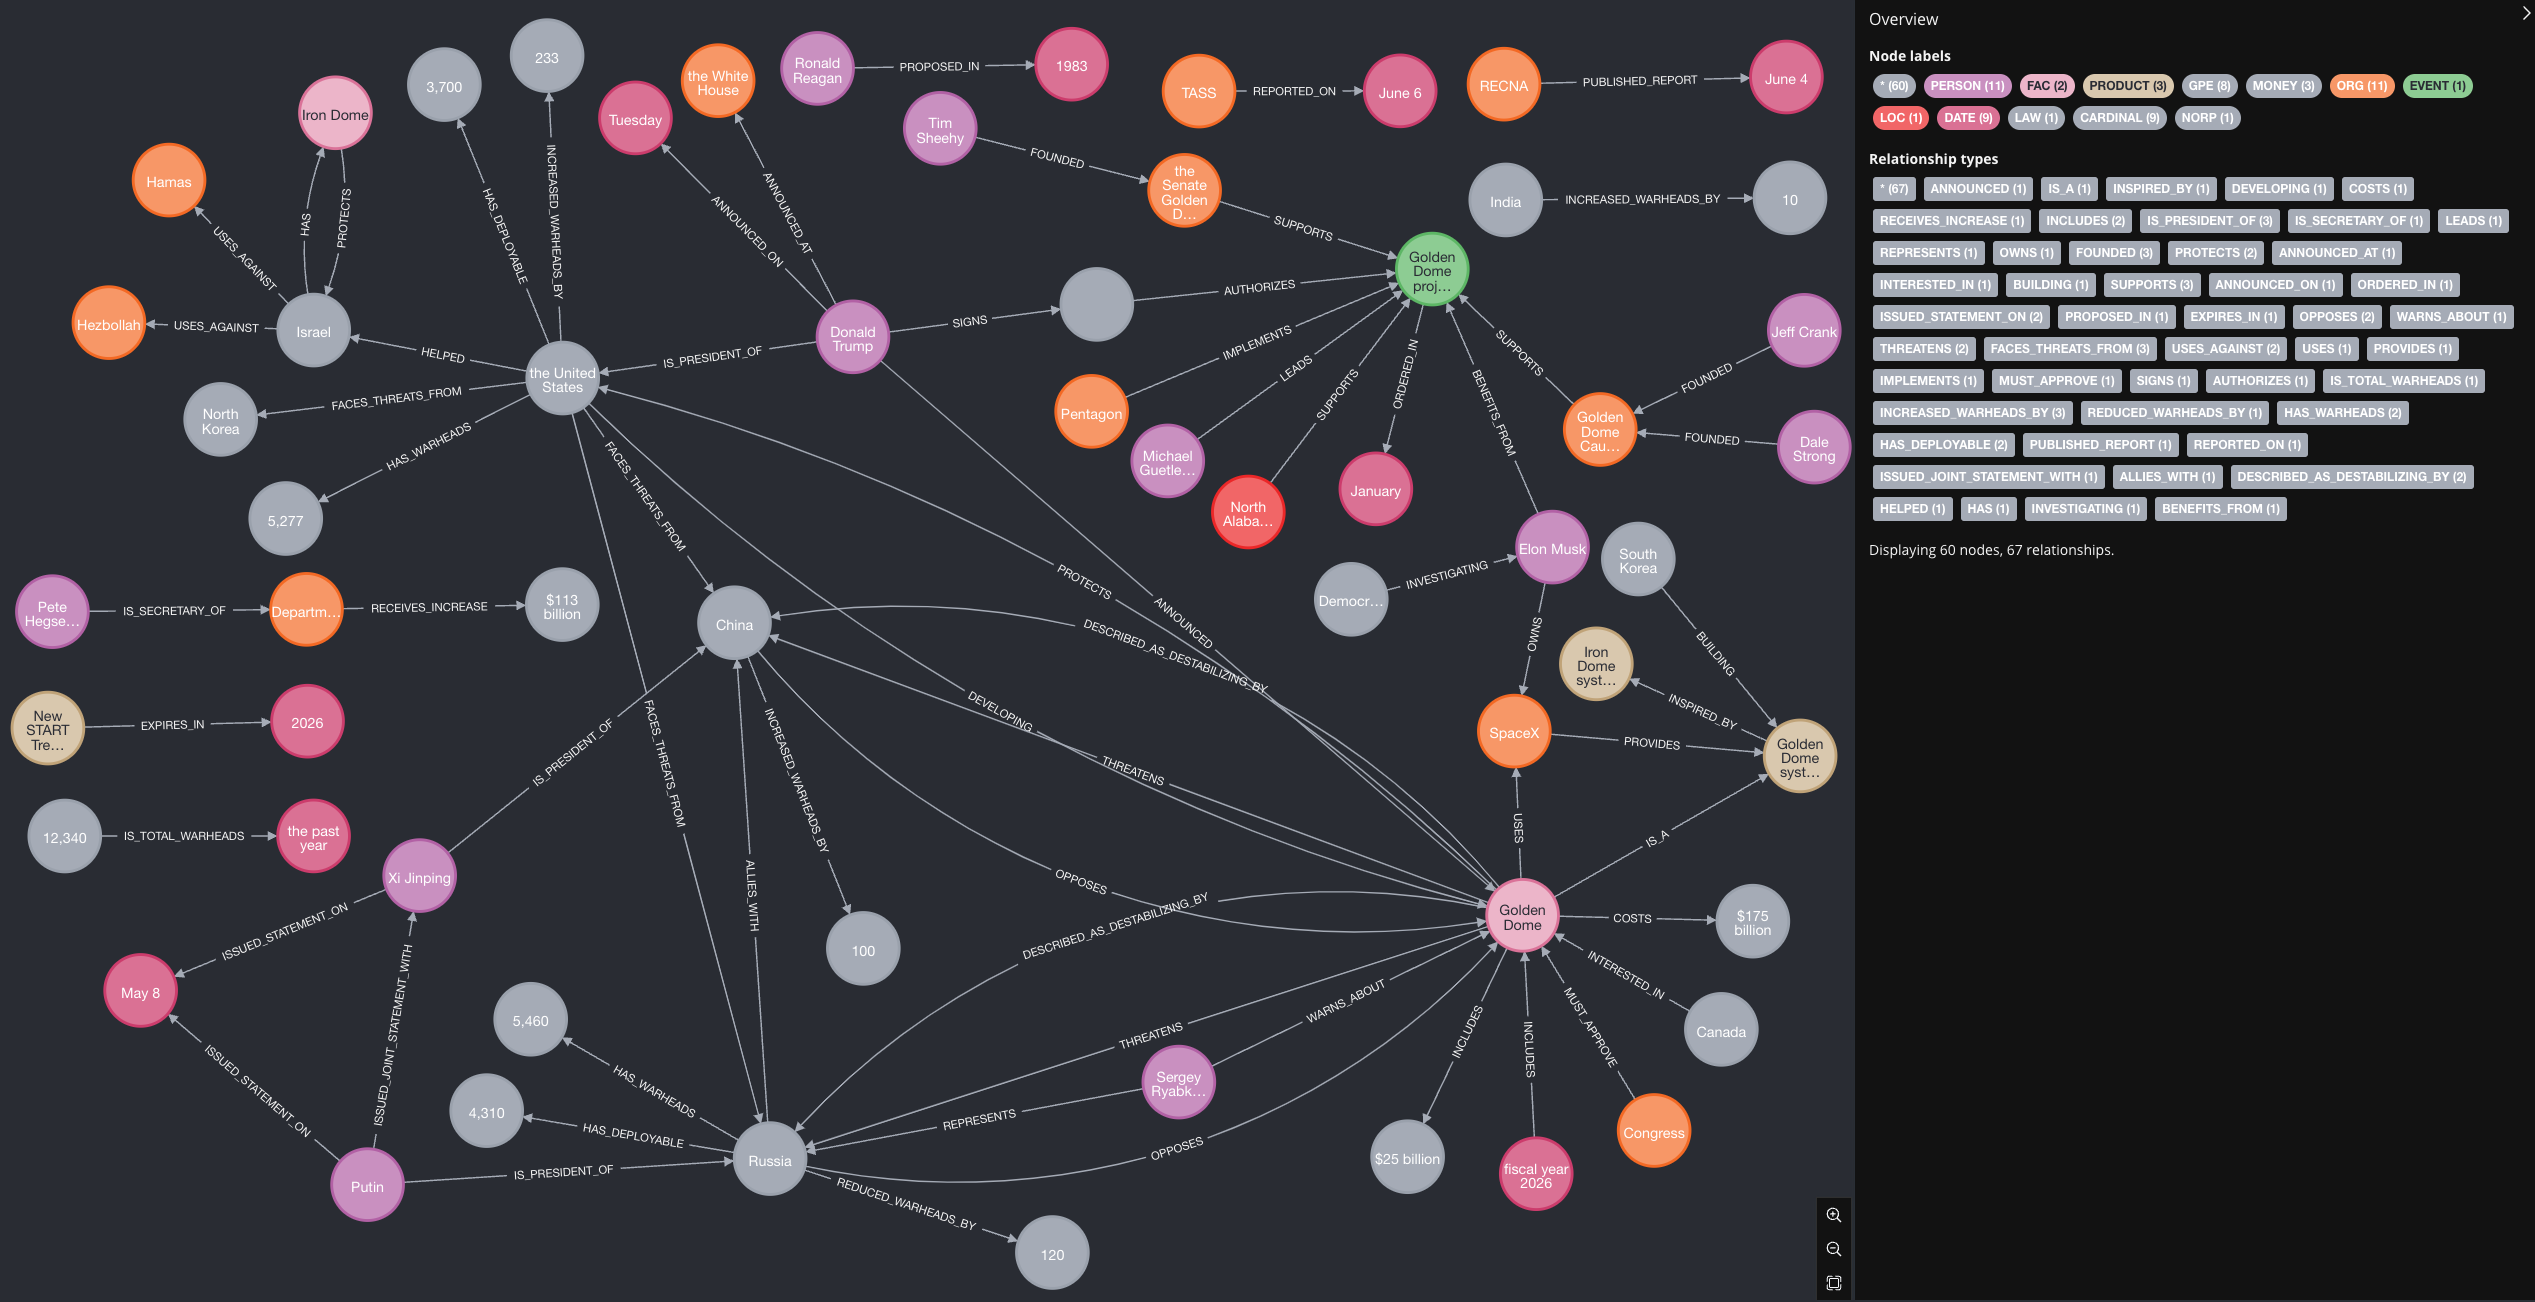 233
3,700
Iron Dome
Hamas
Hezbollah
Israel
HAS
PROTECTS
USES_AGAINST
USES_AGAINST
HAS_DEPLOYABLE
INCREASED_WARHEADS_BY
Tuesday
the White
House
Ronald
Reagan
PROPOSED_IN
1983
Tim
Sheehy
FOUNDED
the
Senate
Golden
D...
SUPPORTS
TASS
REPORTED_ON
June 6
RECNA
PUBLISHED_REPORT
June 4
India
INCREASED_WARHEADS_BY
10
ANNOUNCED_ON
ANNOUNCED_AT
Donald
Trump
SIGNS
AUTHORIZES
Golden
Dome
proj...
IS_PRESIDENT_OF
HELPED
the United
States
North
Korea
FACES_THREATS_FROM
HAS_WARHEADS
5,277
FACES_THREATS_FROM
FACES_THREATS_FROM
Pentagon
IMPLEMENTS
Michael
Guetle...
LEADS
North
Alaba...
SUPPORTS
ORDERED_IN
January
BENEFITS_FROM
SUPPORTS
Golden
Dome
Cau...
Jeff Crank
FOUNDED
Dale
Strong
FOUNDED
Elon Musk
South
Korea
Democr...
INVESTIGATING
OWNS
BUILDING
Iron
Dome
syst...
INSPIRED_BY
SpaceX
PROVIDES
Golden
Dome
syst...
USES
IS_A
Pete
Hegse...
IS_SECRETARY_OF
Departm...
RECEIVES_INCREASE
$113
billion
China
PROTECTS
ANNOUNCED
DESCRIBED_AS_DESTABILIZING_BY
DEVELOPING
THREATENS
New
START
Tre...
EXPIRES_IN
2026
12,340
IS_TOTAL_WARHEADS
the past
year
IS_PRESIDENT_OF
INCREASED_WARHEADS_BY
ALLIES_WITH
100
OPPOSES
DESCRIBED_AS_DESTABILIZING_BY
Golden
Dome
COSTS
$175
billion
Xi Jinping
ISSUED_STATEMENT_ON
May 8
ISSUED_STATEMENT_ON
ISSUED_JOINT_STATEMENT_WITH
Putin
IS_PRESIDENT_OF
Russia
5,460
HAS_WARHEADS
4,310
HAS_DEPLOYABLE
REDUCED_WARHEADS_BY
120
THREATENS
WARNS_ABOUT
Sergey
Ryabk...
REPRESENTS
OPPOSES
INTERESTED_IN
Canada
MUST_APPROVE
Congress
INCLUDES
$25 billion
INCLUDES
fiscal year
2026
Overview
Node labels
* (60) PERSON (11) FAC (2) PRODUCT (3) GPE (8) MONEY (3) ORG (11) EVENT (1)
LOC (1) DATE (9) LAW (1) CARDINAL (9) NORP (1)
Relationship types
* (67) ANNOUNCED (1) IS_A (1) INSPIRED_BY (1) DEVELOPING (1) COSTS (1)
RECEIVES_INCREASE (1) INCLUDES (2) IS_PRESIDENT_OF (3) IS_SECRETARY_OF (1) LEADS (1)
REPRESENTS (1) OWNS (1) FOUNDED (3) PROTECTS (2) ANNOUNCED_AT (1)
INTERESTED_IN (1) BUILDING (1) SUPPORTS (3) ANNOUNCED_ON (1) ORDERED_IN (1)
ISSUED_STATEMENT_ON (2) PROPOSED_IN (1) EXPIRES_IN (1) OPPOSES (2) WARNS_ABOUT (1)
THREATENS (2) FACES_THREATS_FROM (3) USES_AGAINST (2) USES (1) PROVIDES (1)
IMPLEMENTS (1) MUST_APPROVE (1) SIGNS (1) AUTHORIZES (1) IS_TOTAL_WARHEADS (1)
INCREASED_WARHEADS_BY (3) REDUCED_WARHEADS_BY (1) HAS_WARHEADS (2)
HAS_DEPLOYABLE (2) PUBLISHED_REPORT (1) REPORTED_ON (1)
ISSUED_JOINT_STATEMENT_WITH (1) ALLIES_WITH (1) DESCRIBED_AS_DESTABILIZING_BY (2)
HELPED (1) HAS (1) INVESTIGATING (1) BENEFITS_FROM (1)
Displaying 60 nodes, 67 relationships.